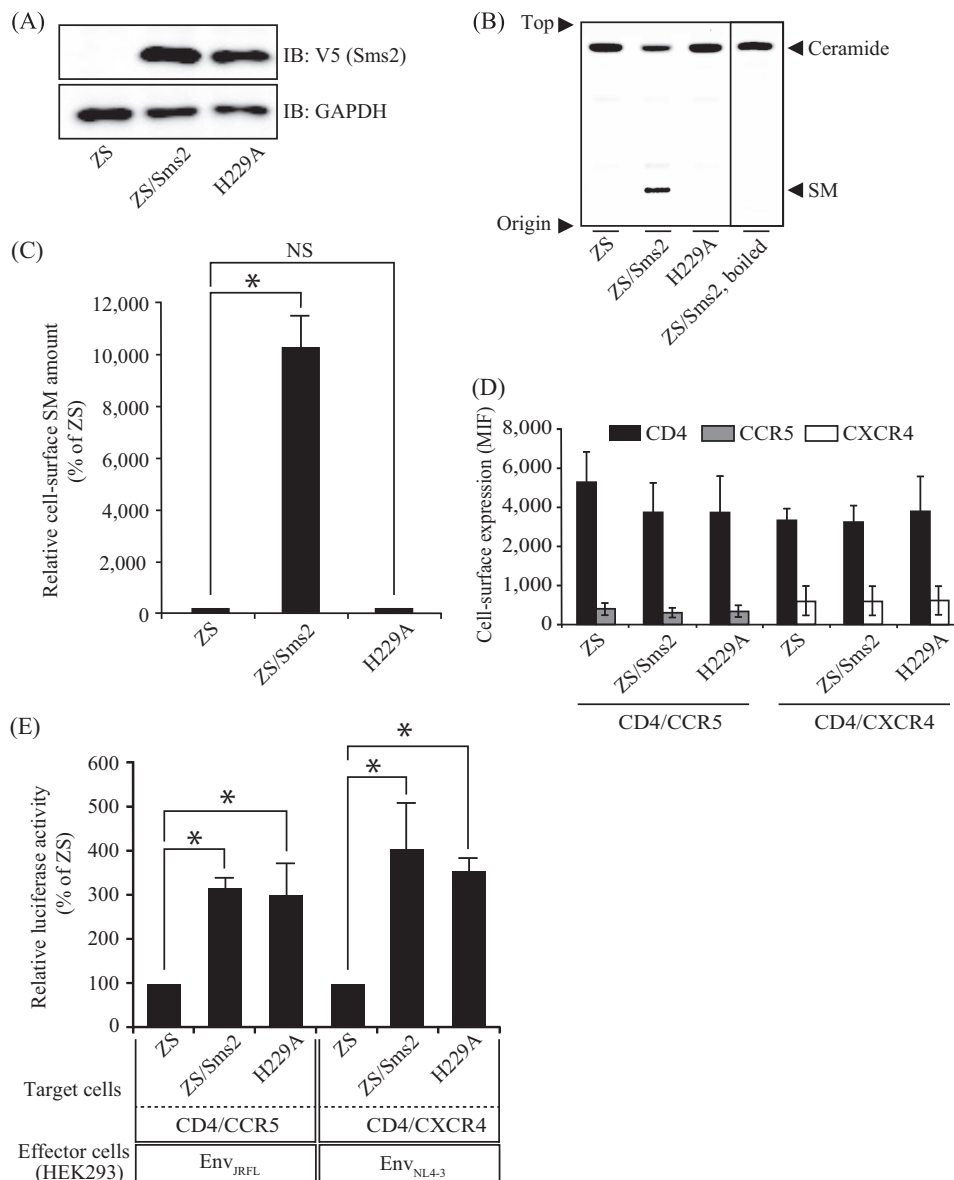 (A)
IB: V5 (Sms2)
IB: GAPDH
ZS
ZS/Sms2
H229A
(B)
Top
Ceramide
SM
Origin
ZS
ZS/Sms2
H229A
ZS/Sms2, boiled
(C)
NS
*
Relative cell-surface SM amount
(% of ZS)
12,000
10,000
8,000
6,000
4,000
2,000
0
ZS
ZS/Sms2
H229A
(D)
Cell-surface expression (MIF)
8,000
6,000
4,000
2,000
1,000
0
CD4
CCR5
CXCR4
ZS
ZS/Sms2
H229A
ZS
ZS/Sms2
H229A
CD4/CCR5
CD4/CXCR4
(E)
Relative luciferase activity
(% of ZS)
600
500
400
300
200
100
0
*
*
*
*
ZS
ZS/Sms2
H229A
ZS
ZS/Sms2
H229A
Target cells
CD4/CCR5
CD4/CXCR4
Effector cells
(HEK293)
Env JRFL
Env NL4-3